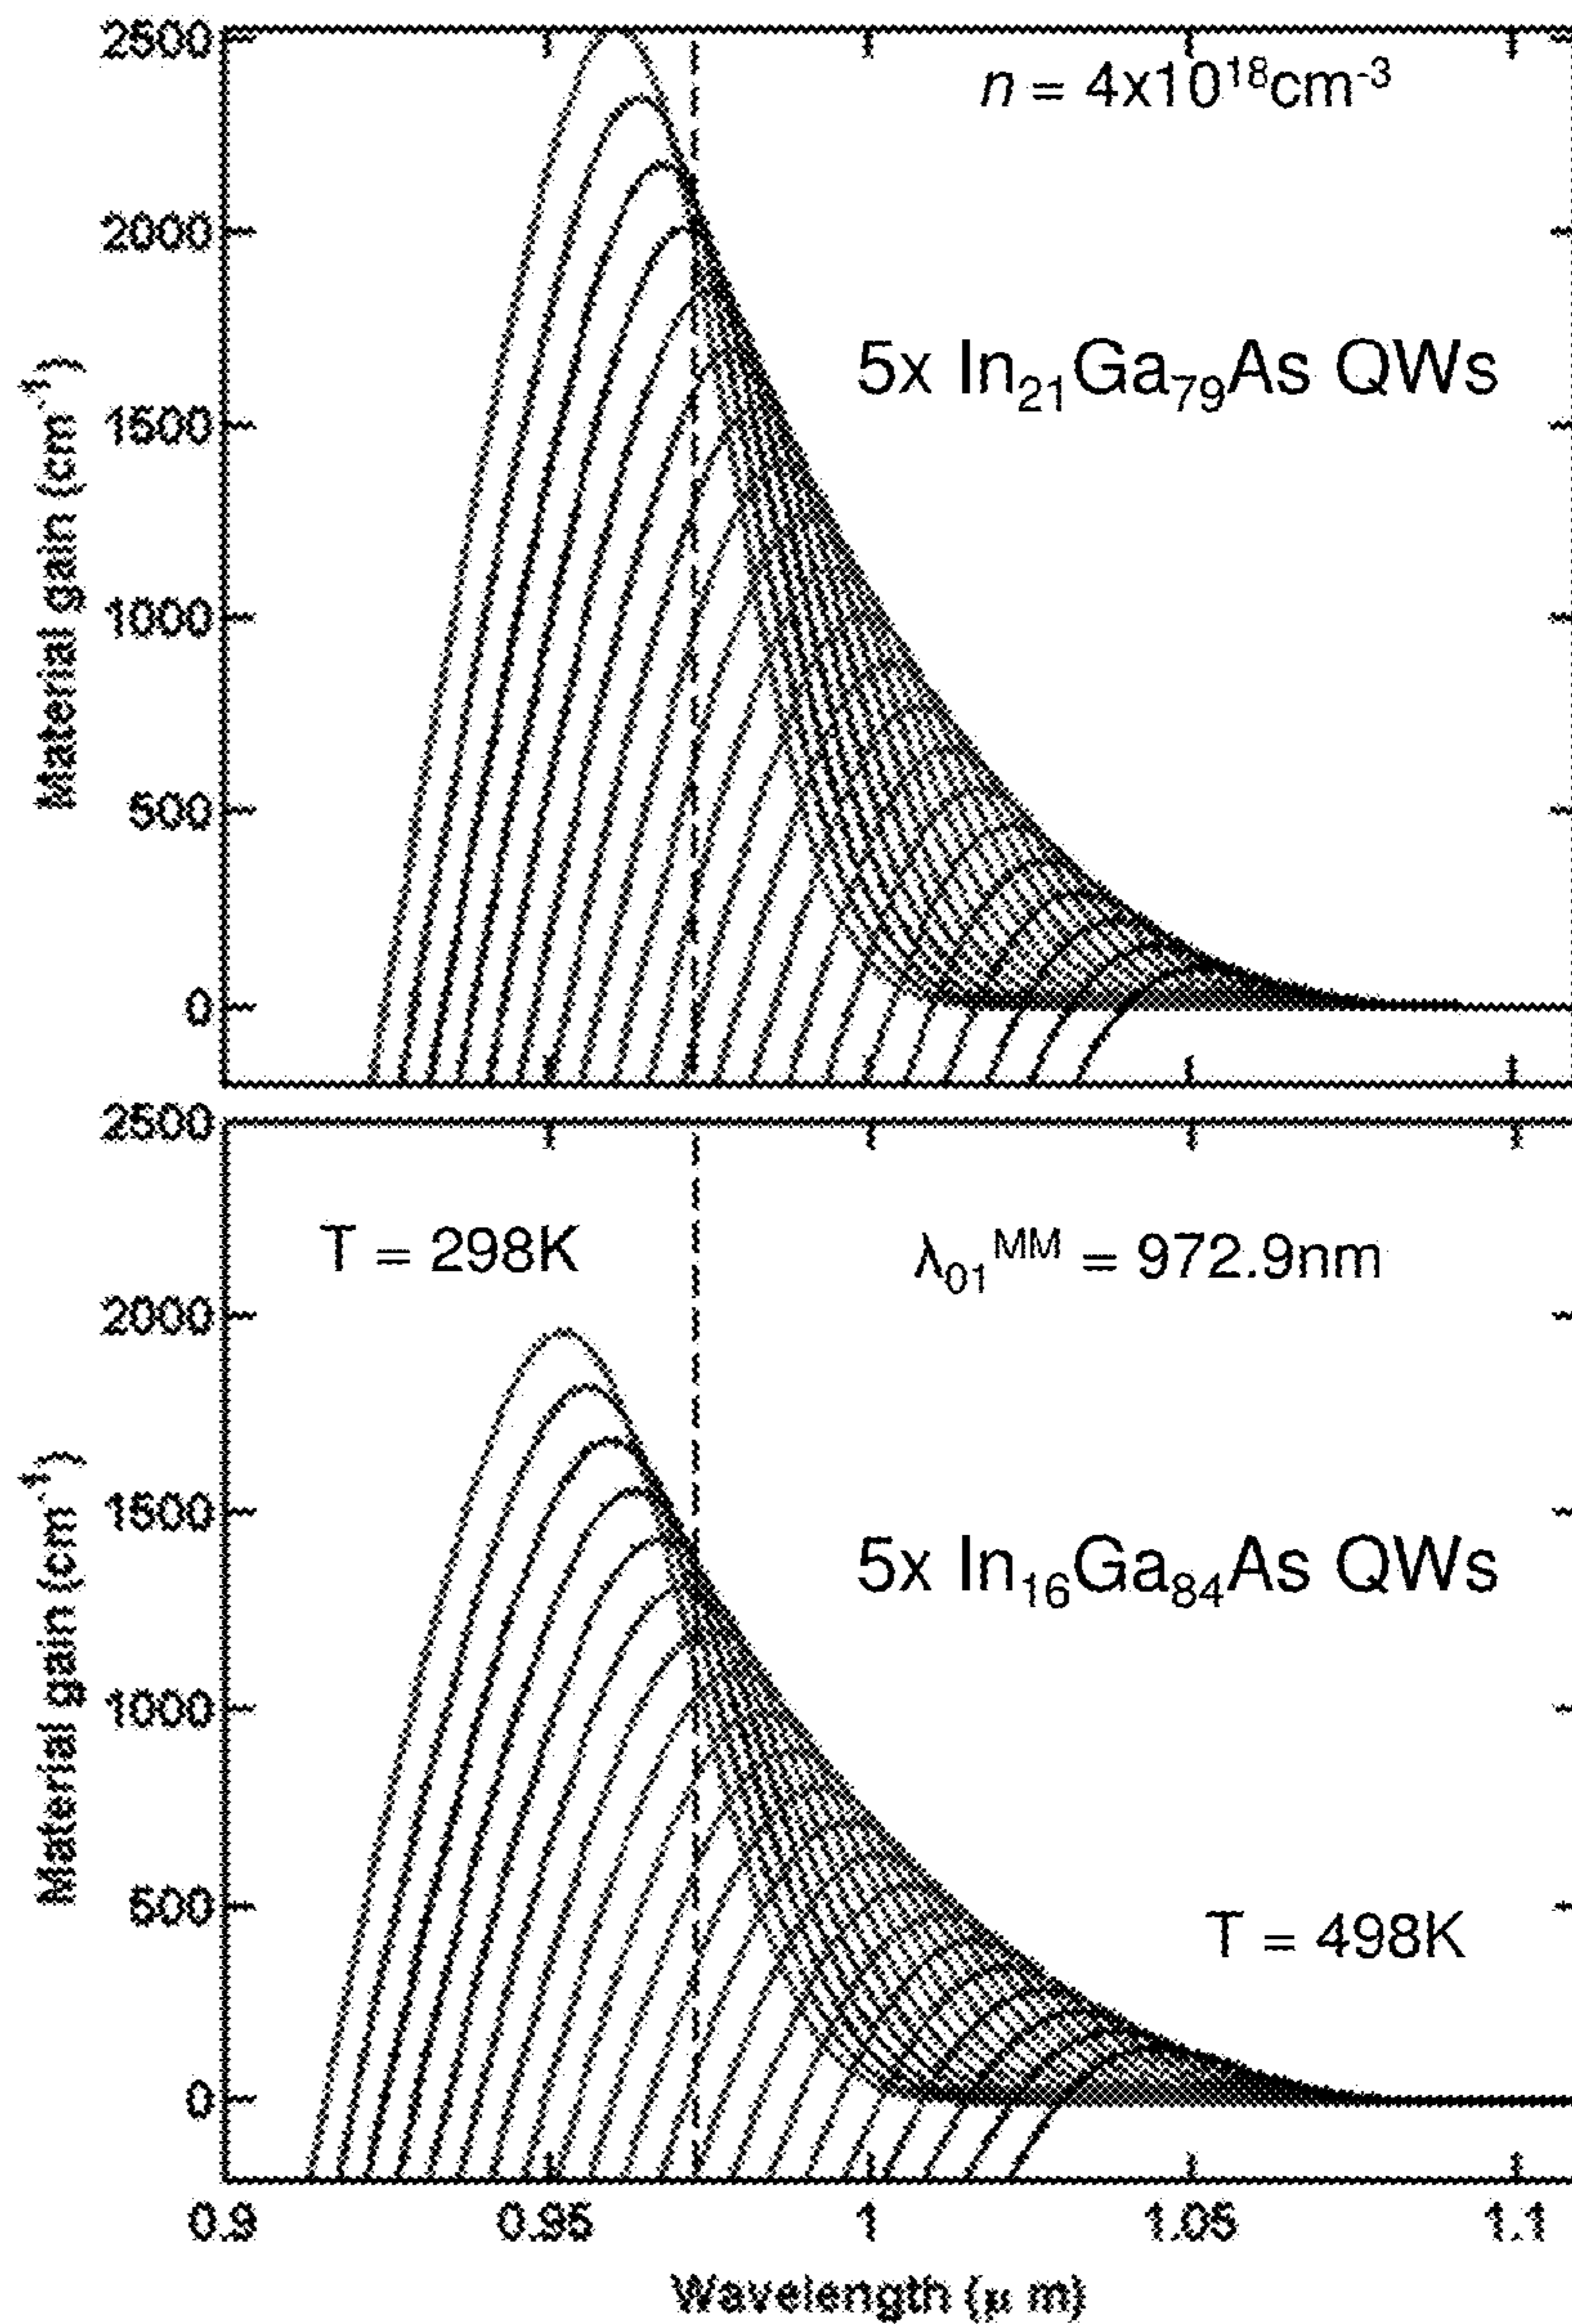 2500
n = 4x10¹⁸cm⁻³
2000
5x In₂₁Ga₇₉As QWs
1500
Material gain (cm⁻¹)
1000
500
0
2500
T = 298K
λ₀₁ᴹᴹ = 972.9nm
2000
1500
5x In₁₆Ga₈₄As QWs
Material gain (cm⁻¹)
1000
500
T = 498K
0
0.9 0.95 1 1.05 1.1
Wavelength (μ m)